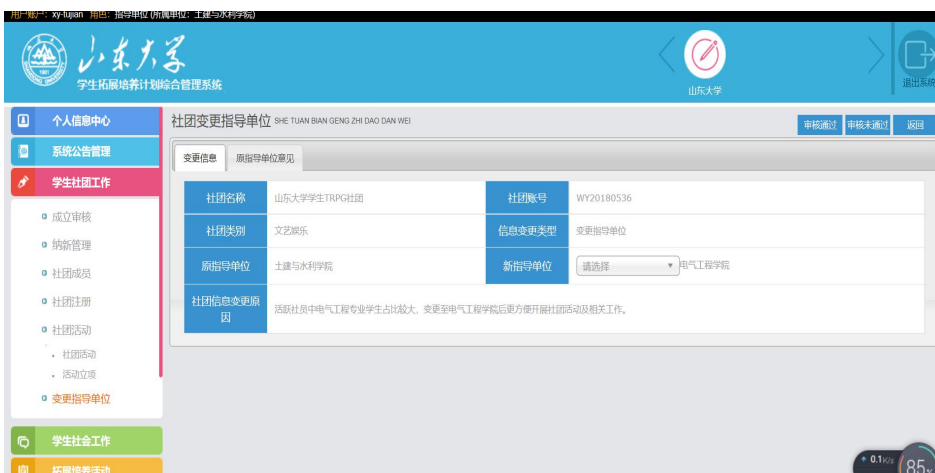 用户账户: xy-tujian 角色: 指导单位 (所属单位: 土建与水利学院)
山东大学
学生拓展培养计划综合管理系统
山东大学
退出系统
个人信息中心
系统公告管理
学生社团工作
成立审核
纳新管理
社团成员
社团注册
社团活动
社团活动
活动立项
变更指导单位
学生社会工作
拓展培养活动
社团变更指导单位 SHE TUAN BIAN GENG ZHI DAO DAN WEI
审核通过 审核未通过 返回
变更信息 原指导单位意见
社团名称 山东大学学生TRPG社团 社团账号 WY20180536
社团类别 文艺娱乐 信息变更类型 变更指导单位
原指导单位 土建与水利学院 新指导单位 请选择 电气工程学院
社团信息变更原因 活跃社员中电气工程专业学生占比较大，变更至电气工程学院后更方便开展社团活动及相关工作。
0.1K/s
85%